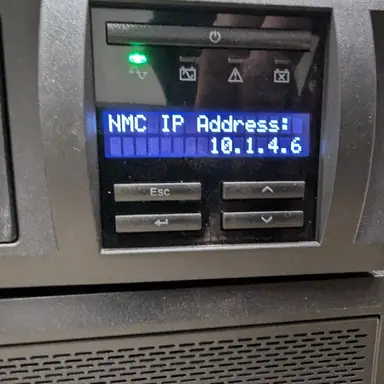 NMC IP Address:
10.1.4.6
Esc